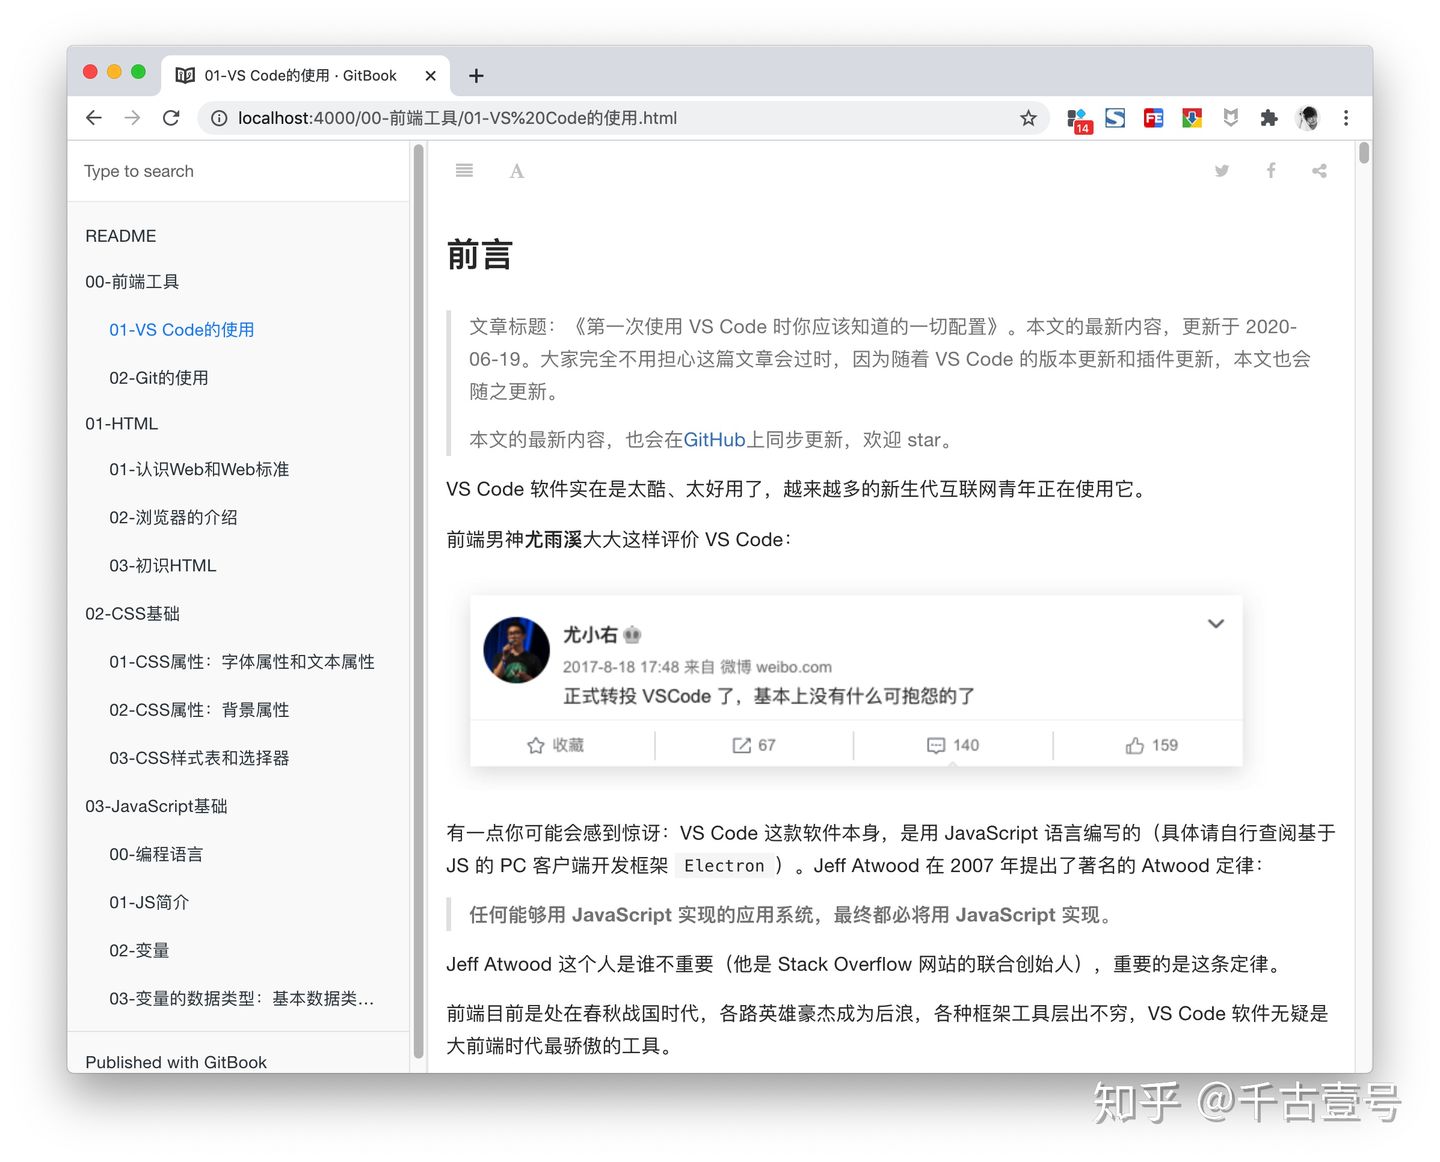 01-VS Code的使用 · GitBook
localhost:4000/00-前端工具/01-VS%20Code的使用.html
14
FE
Type to search
README
00-前端工具
01-VS Code的使用
02-Git的使用
01-HTML
01-认识Web和Web标准
02-浏览器的介绍
03-初识HTML
02-CSS基础
01-CSS属性：字体属性和文本属性
02-CSS属性：背景属性
03-CSS样式表和选择器
03-JavaScript基础
00-编程语言
01-JS简介
02-变量
03-变量的数据类型：基本数据类...
Published with GitBook
A
前言
文章标题：《第一次使用 VS Code 时你应该知道的一切配置》。本文的最新内容，更新于 2020-
06-19。大家完全不用担心这篇文章会过时，因为随着 VS Code 的版本更新和插件更新，本文也会
随之更新。
本文的最新内容，也会在GitHub上同步更新，欢迎 star。
VS Code 软件实在是太酷、太好用了，越来越多的新生代互联网青年正在使用它。
前端男神尤雨溪大大这样评价 VS Code：
尤小右
2017-8-18 17:48 来自 微博 weibo.com
正式转投 VSCode 了，基本上没有什么可抱怨的了
收藏
67
140
159
有一点你可能会感到惊讶：VS Code 这款软件本身，是用 JavaScript 语言编写的（具体请自行查阅基于
JS 的 PC 客户端开发框架 Electron ）。Jeff Atwood 在 2007 年提出了著名的 Atwood 定律：
任何能够用 JavaScript 实现的应用系统，最终都必将用 JavaScript 实现。
Jeff Atwood 这个人是谁不重要（他是 Stack Overflow 网站的联合创始人），重要的是这条定律。
前端目前是处在春秋战国时代，各路英雄豪杰成为后浪，各种框架工具层出不穷，VS Code 软件无疑是
大前端时代最骄傲的工具。
知乎 @千古壹号